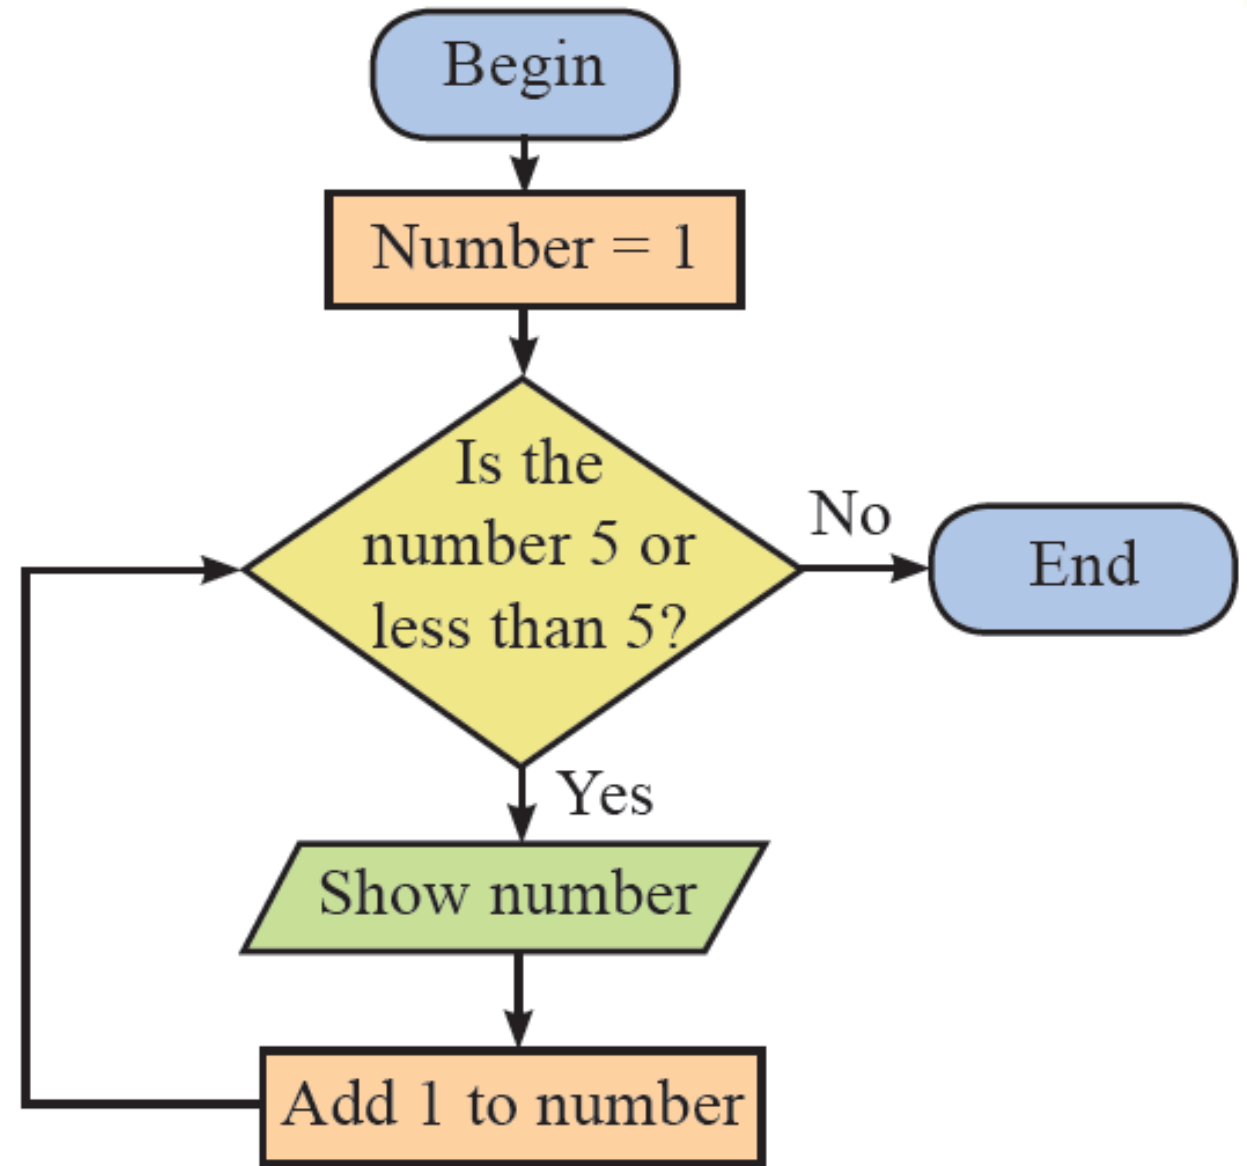 Begin
Number = 1
Is the
number 5 or
less than 5?
No
End
Yes
Show number
Add 1 to number